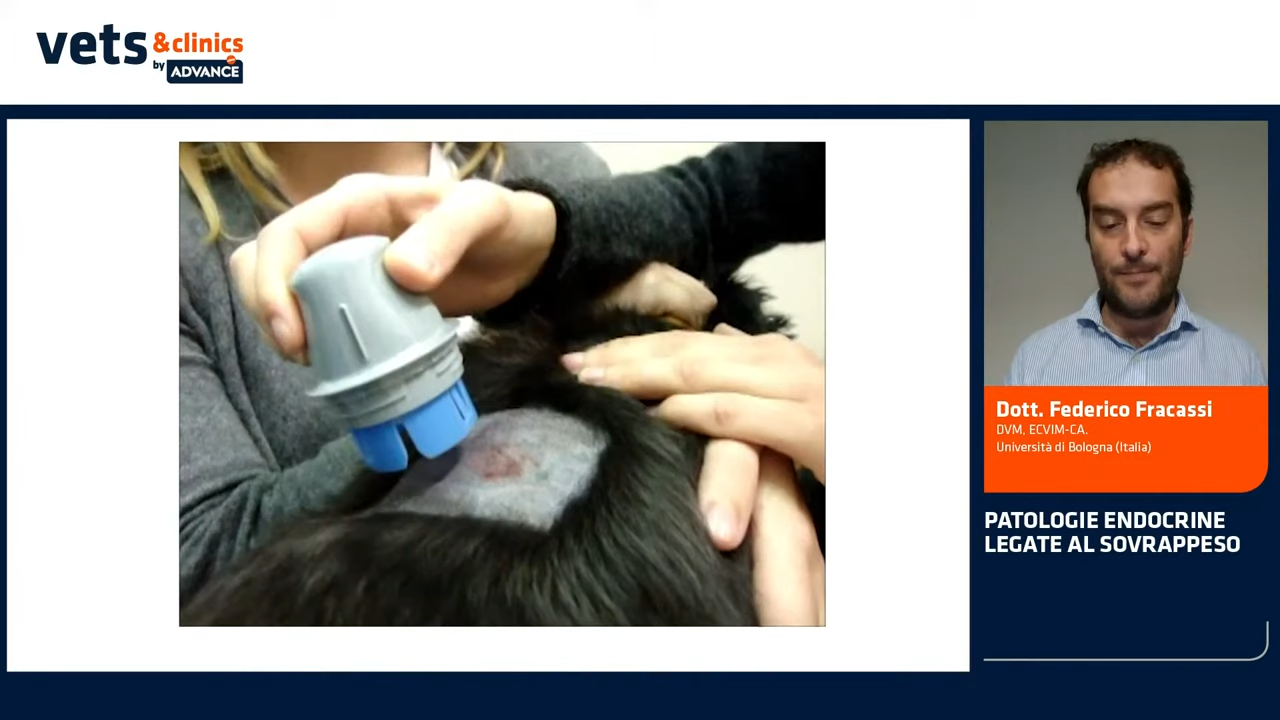 vets &clinics
by ADVANCE
Dott. Federico Fracassi
DVM, ECVIM-CA.
Università di Bologna (Italia)
PATOLOGIE ENDOCRINE
LEGATE AL SOVRAPPESO